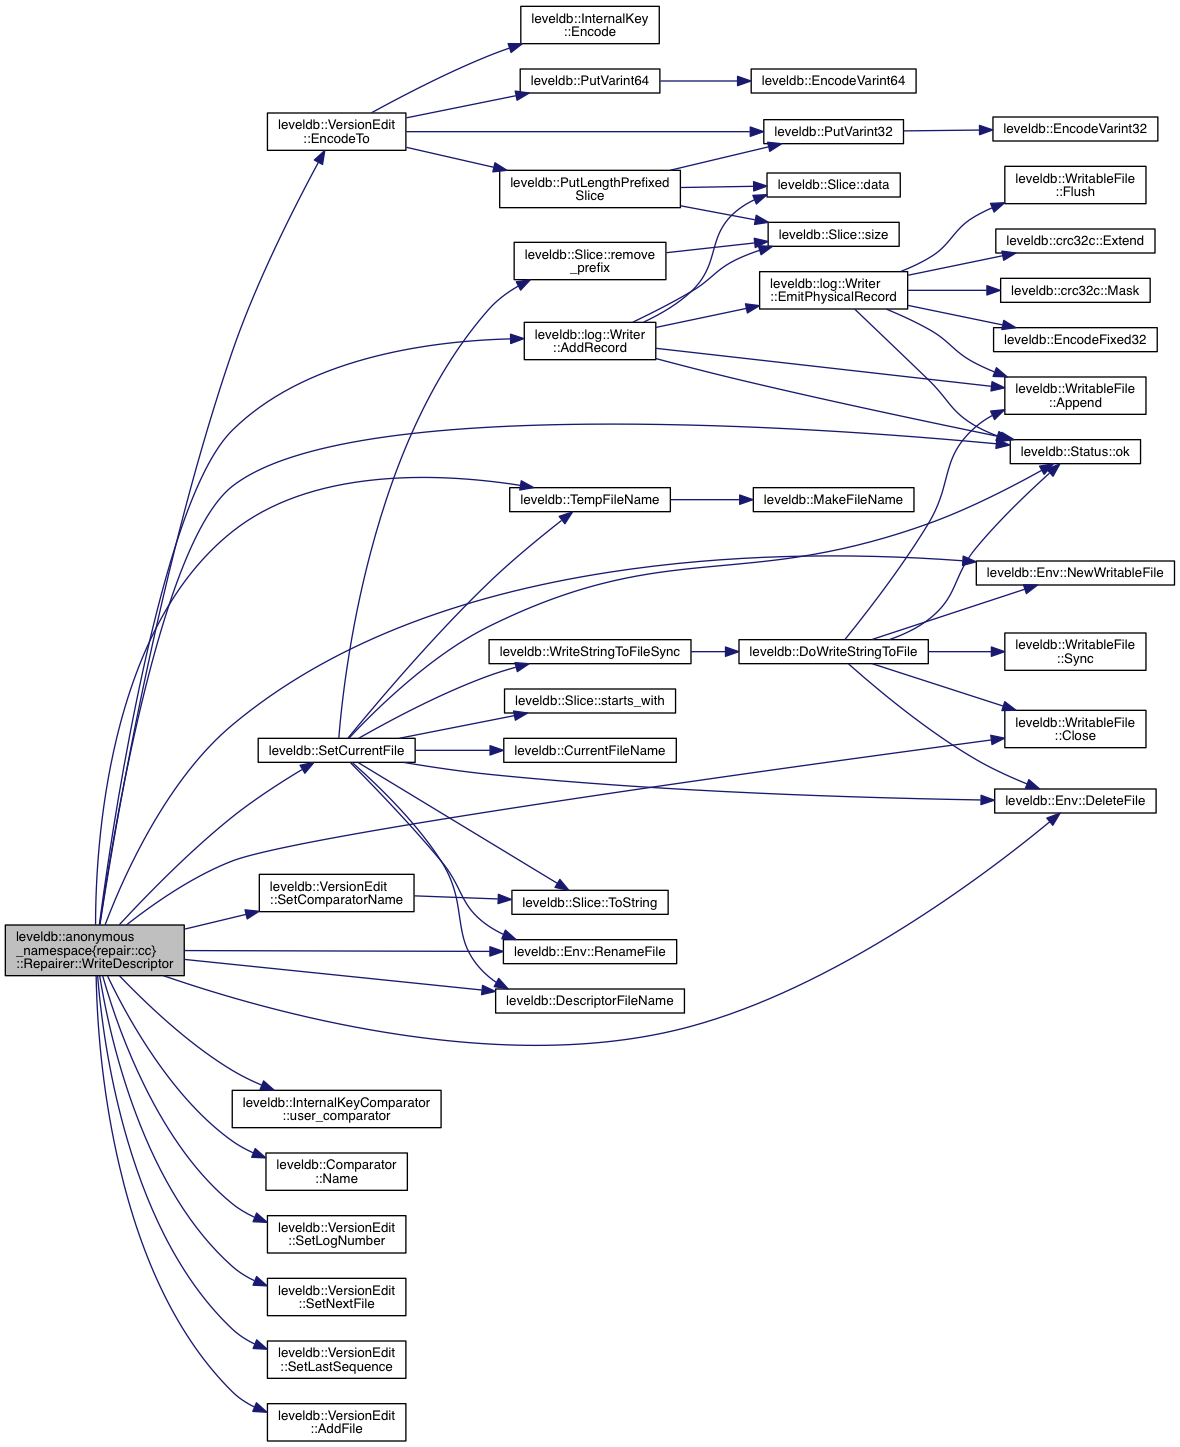 leveldb::InternalKey
::Encode
leveldb::PutVarint64
leveldb::EncodeVarint64
leveldb::VersionEdit
::EncodeTo
leveldb::PutVarint32
leveldb::EncodeVarint32
leveldb::PutLengthPrefixed
Slice
leveldb::Slice::data
leveldb::WritableFile
::Flush
leveldb::Slice::size
leveldb::crc32c::Extend
leveldb::Slice::remove
_prefix
leveldb::log::Writer
::EmitPhysicalRecord
leveldb::crc32c::Mask
leveldb::log::Writer
::AddRecord
leveldb::EncodeFixed32
leveldb::WritableFile
::Append
leveldb::Status::ok
leveldb::TempFileName
leveldb::MakeFileName
leveldb::Env::NewWritableFile
leveldb::WriteStringToFileSync
leveldb::DoWriteStringToFile
leveldb::WritableFile
::Sync
leveldb::Slice::starts_with
leveldb::WritableFile
::Close
leveldb::SetCurrentFile
leveldb::CurrentFileName
leveldb::Env::DeleteFile
leveldb::VersionEdit
::SetComparatorName
leveldb::Slice::ToString
leveldb::anonymous
_namespace{repair::cc}
::Repairer::WriteDescriptor
leveldb::Env::RenameFile
leveldb::DescriptorFileName
leveldb::InternalKeyComparator
::user_comparator
leveldb::Comparator
::Name
leveldb::VersionEdit
::SetLogNumber
leveldb::VersionEdit
::SetNextFile
leveldb::VersionEdit
::SetLastSequence
leveldb::VersionEdit
::AddFile